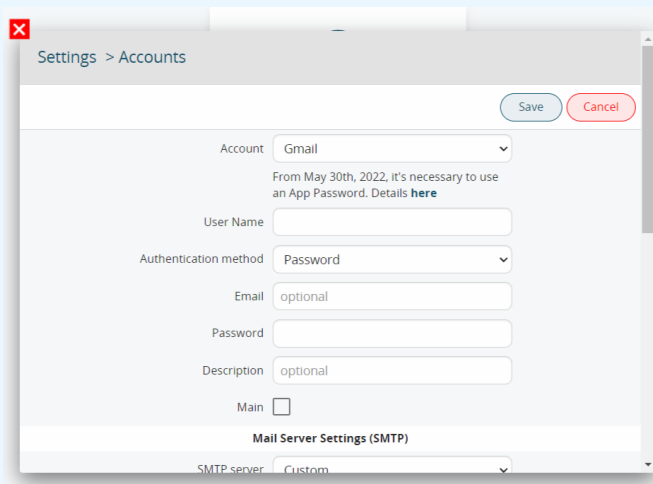 Settings > Accounts
Save Cancel
Account Gmail
From May 30th, 2022, it's necessary to use
an App Password. Details here
User Name
Authentication method Password
Email optional
Password
Description optional
Main
Mail Server Settings (SMTP)
SMTP server Custom